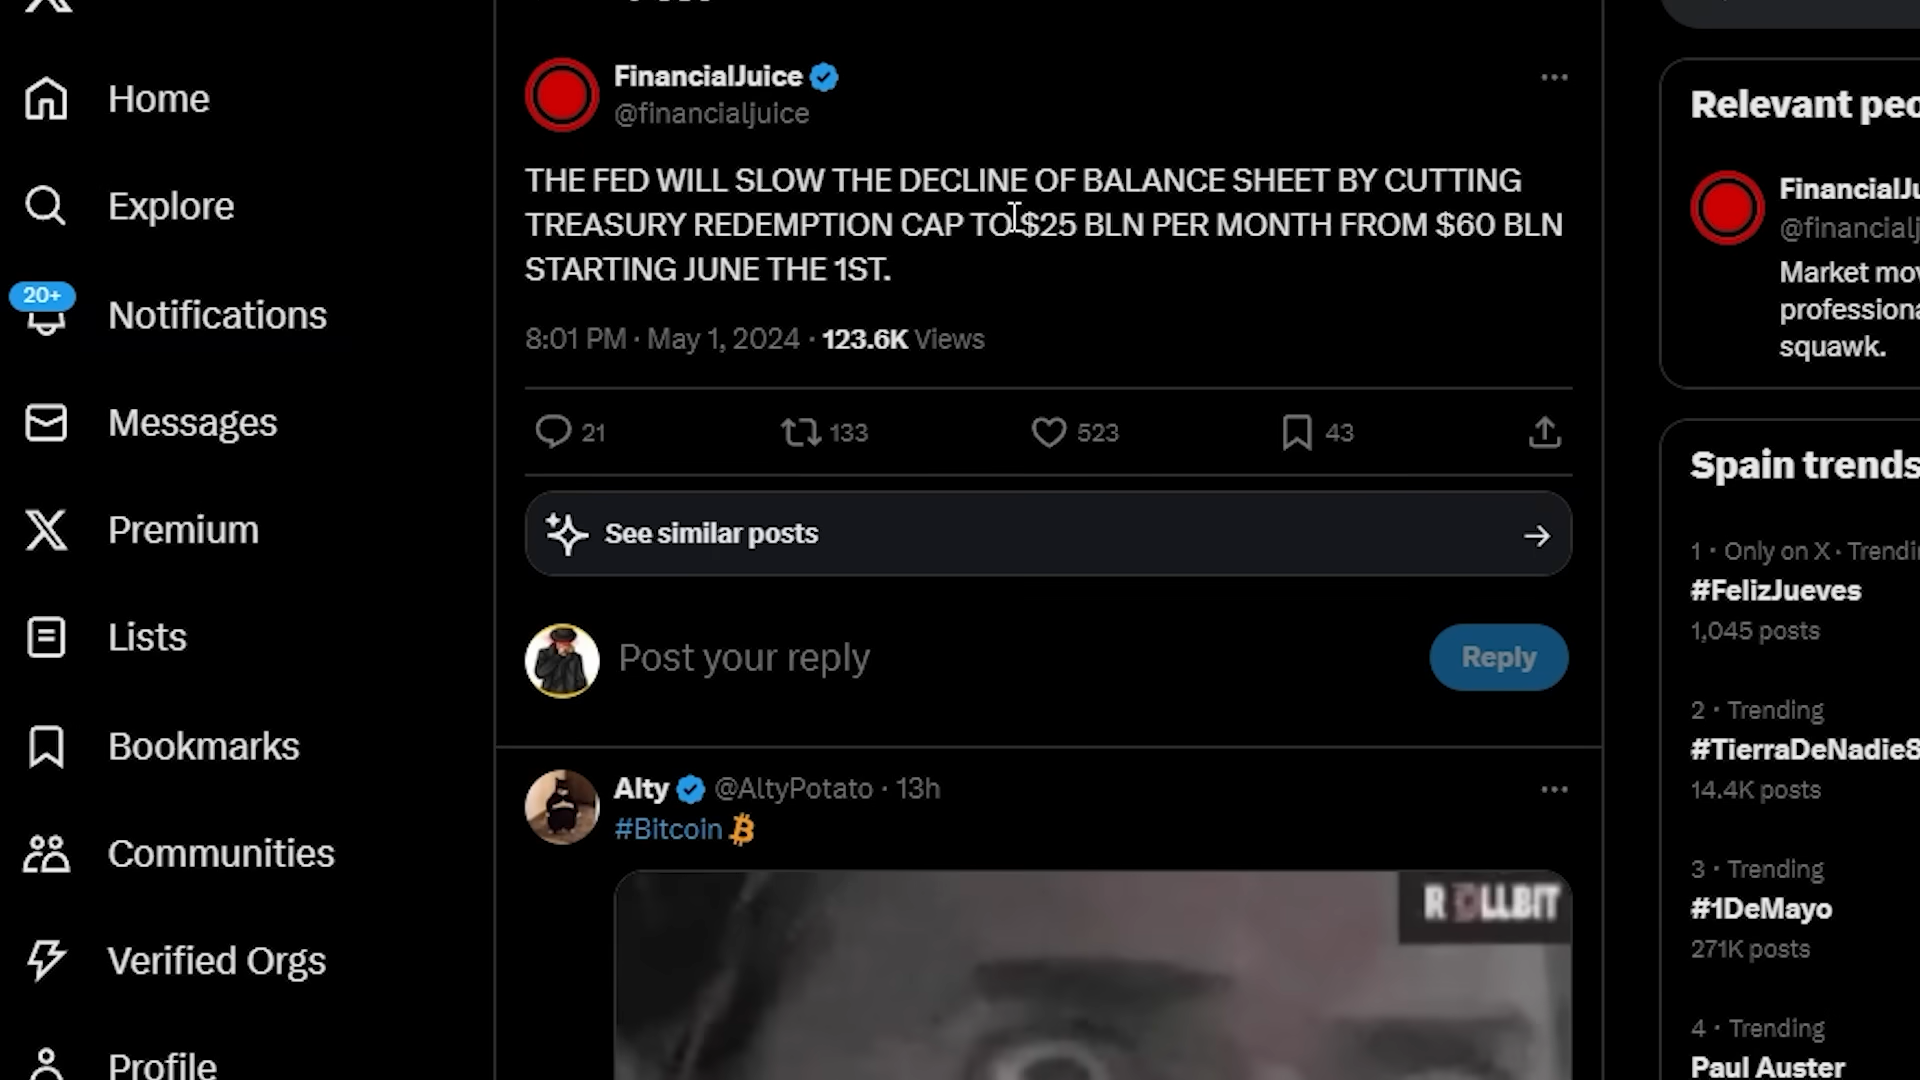 Home
Explore
20+
Notifications
Messages
Premium
Lists
Bookmarks
Communities
Verified Orgs
Profile
FinancialJuice
@financialjuice
THE FED WILL SLOW THE DECLINE OF BALANCE SHEET BY CUTTING
TREASURY REDEMPTION CAP TO $25 BLN PER MONTH FROM $60 BLN
STARTING JUNE THE 1ST.
8:01 PM · May 1, 2024 · 123.6K Views
21 133 523 43
See similar posts
Post your reply
Reply
Alty @AltyPotato · 13h
#Bitcoin
R LLBIT
Relevant peo
FinancialJu
@financialj
Market mov
professiona
squawk.
Spain trends
1 · Only on X · Trendin
#FelizJueves
1,045 posts
2 · Trending
#TierraDeNadie8
14.4K posts
3 · Trending
#1DeMayo
271K posts
4 · Trending
Paul Auster